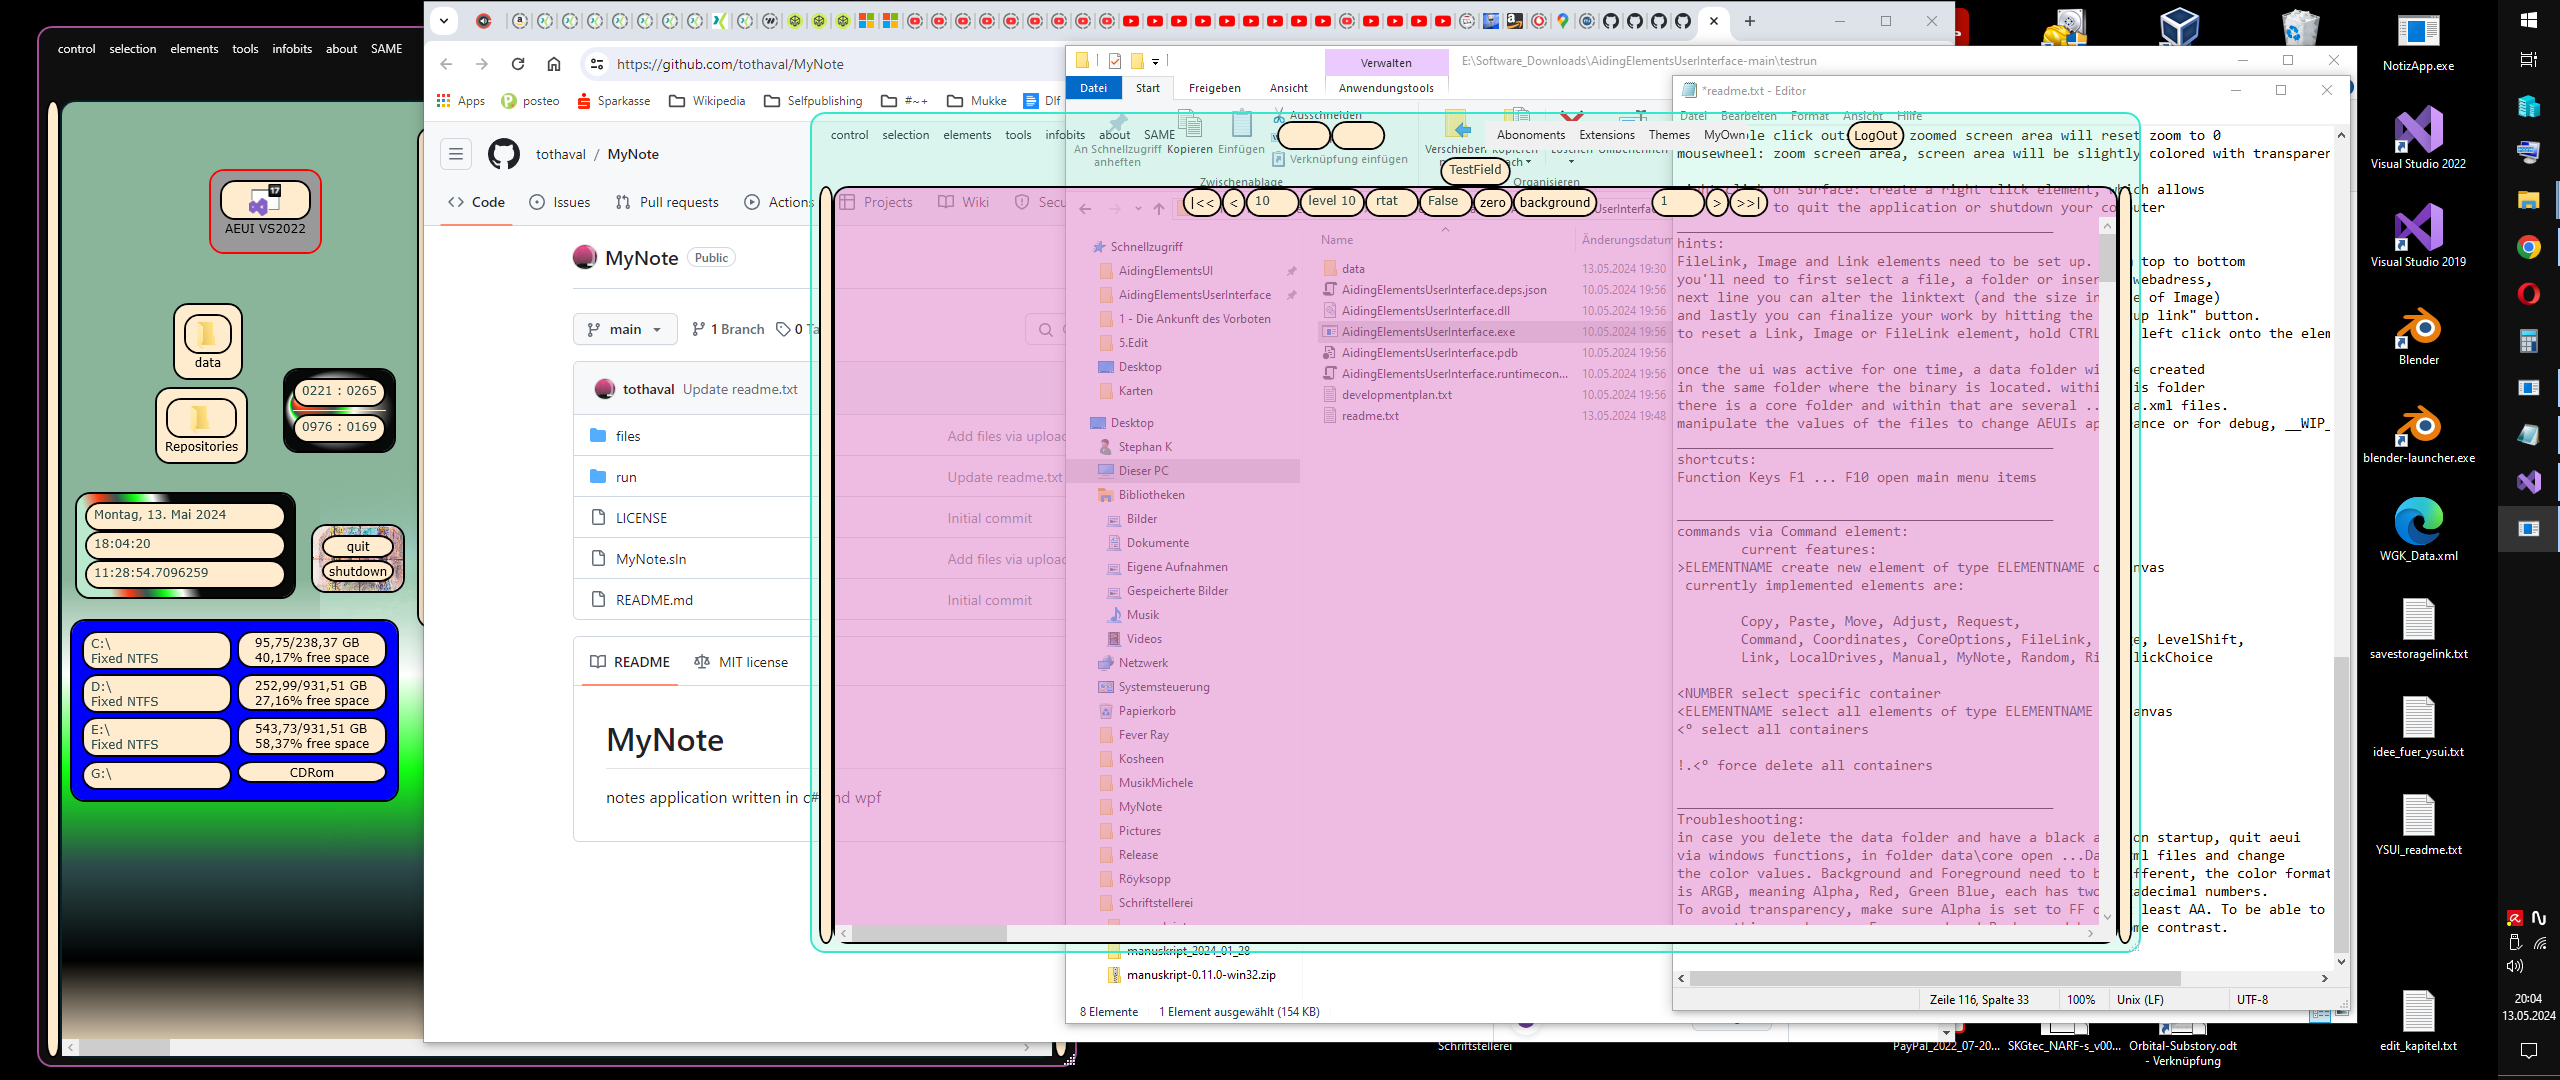 control selection elements tools infobits about SAME
AEUI VS2022
data
Repositories
0221 : 0265
0976 : 0169
Montag, 13. Mai 2024
18:04:20
11:28:54.7096259
quit
shutdown
C:\
Fixed NTFS
95,75/238,37 GB
40,17% free space
D:\
Fixed NTFS
252,99/931,51 GB
27,16% free space
E:\
Fixed NTFS
543,73/931,51 GB
58,37% free space
G:\
CDRom
https://github.com/tothaval/MyNote
Apps posteo Sparkasse Wikipedia Selfpublishing #~+ Mukke Dlf
tothaval / MyNote
Code Issues Pull requests Actions Projects Wiki
MyNote Public
main 1 Branch 0
tothaval Update readme.txt
files Add files via upload
run Update readme.txt
LICENSE Initial commit
MyNote.sln Add files via
README.md Initial commit
README MIT license
MyNote
notes application written in c# and wpf
Verwalten
E:\Software_Downloads\AidingElementsUserInterface-main\testrun
Datei Start Freigeben Ansicht Anwendungstools
Ausschneiden
An Schnellzugriff anheften
Kopieren Einfügen
Verknüpfung einfügen
Zwischenablage
Verschieben
Organisieren
control selection elements tools infobits about SAME
Abonoments Extensions Themes MyOwn LogOut
TestField
|<< < 10 level 10 rtat False zero background 1 > >>|
Name Änderungsdatum
Schnellzugriff
AidingElementsUI
AidingElementsUserInterface
1 - Die Ankunft des Vorboten
5.Edit
Desktop
Karten
Desktop
Stephan K
Dieser PC
Bibliotheken
Bilder
Dokumente
Eigene Aufnahmen
Gespeicherte Bilder
Musik
Videos
Netzwerk
Systemsteuerung
Papierkorb
Fever Ray
Kosheen
MusikMichele
MyNote
Pictures
Release
Röyksopp
Schriftstellerei
manuskript_2024_01_28
manuskript-0.11.0-win32.zip
data 13.05.2024 19:30
AidingElementsUserInterface.deps.json 10.05.2024 19:56
AidingElementsUserInterface.dll 10.05.2024 19:56
AidingElementsUserInterface.exe 10.05.2024 19:56
AidingElementsUserInterface.pdb 10.05.2024 19:56
AidingElementsUserInterface.runtimecon... 10.05.2024 19:56
developmentplan.txt 10.05.2024 19:56
readme.txt 13.05.2024 19:48
8 Elemente 1 Element ausgewählt (154 KB)
*readme.txt - Editor
Datei Bearbeiten Format Ansicht Hilfe
zoomed screen area will reset zoom to 0
mousewheel: zoom screen area, screen area will be slightly colored with
click on surface: create a right click element, which allows
to quit the application or shutdown your computer
hints:
FileLink, Image and Link elements need to be set up. top to bottom
you'll need to first select a file, a folder or
next line you can alter the linktext (and the size in of Image)
and lastly you can finalize your work by hitting the up link" button.
to reset a Link, Image or FileLink element, hold CTRL left click onto the
once the ui was active for one time, a data folder
in the same folder where the binary is located. folder
there is a core folder and within that are several .xml files.
manipulate the values of the files to change AEUIs or for debug, __WIP_
shortcuts:
Function Keys F1 ... F10 open main menu items
commands via Command element:
current features:
>ELEMENTNAME create new element of type ELEMENTNAME
currently implemented elements are:
Copy, Paste, Move, Adjust, Request,
Command, Coordinates, CoreOptions, FileLink, LevelShift,
Link, LocalDrives, Manual, MyNote, Random,
<NUMBER select specific container
<ELEMENTNAME select all elements of type ELEMENTNAME
<° select all containers
!.<° force delete all containers
Troubleshooting:
in case you delete the data folder and have a black on startup, quit aeui
via windows functions, in folder data\core open files and change
the color values. Background and Foreground need to be different, the color format
is ARGB, meaning Alpha, Red, Green Blue, each has two numbers.
To avoid transparency, make sure Alpha is set to FF least AA. To be able to
contrast.
Zeile 116, Spalte 33 100% Unix (LF) UTF-8
NotizApp.exe
Visual Studio 2022
Visual Studio 2019
Blender
blender-launcher.exe
WGK_Data.xml
savestoragelink.txt
idee_fuer_ysui.txt
YSUI_readme.txt
edit_kapitel.txt
Schriftstellerei
PayPal_2022_07-20...
SKGtec_NARF-s_v00...
Orbital-Substory.odt - Verknüpfung
20:04
13.05.2024